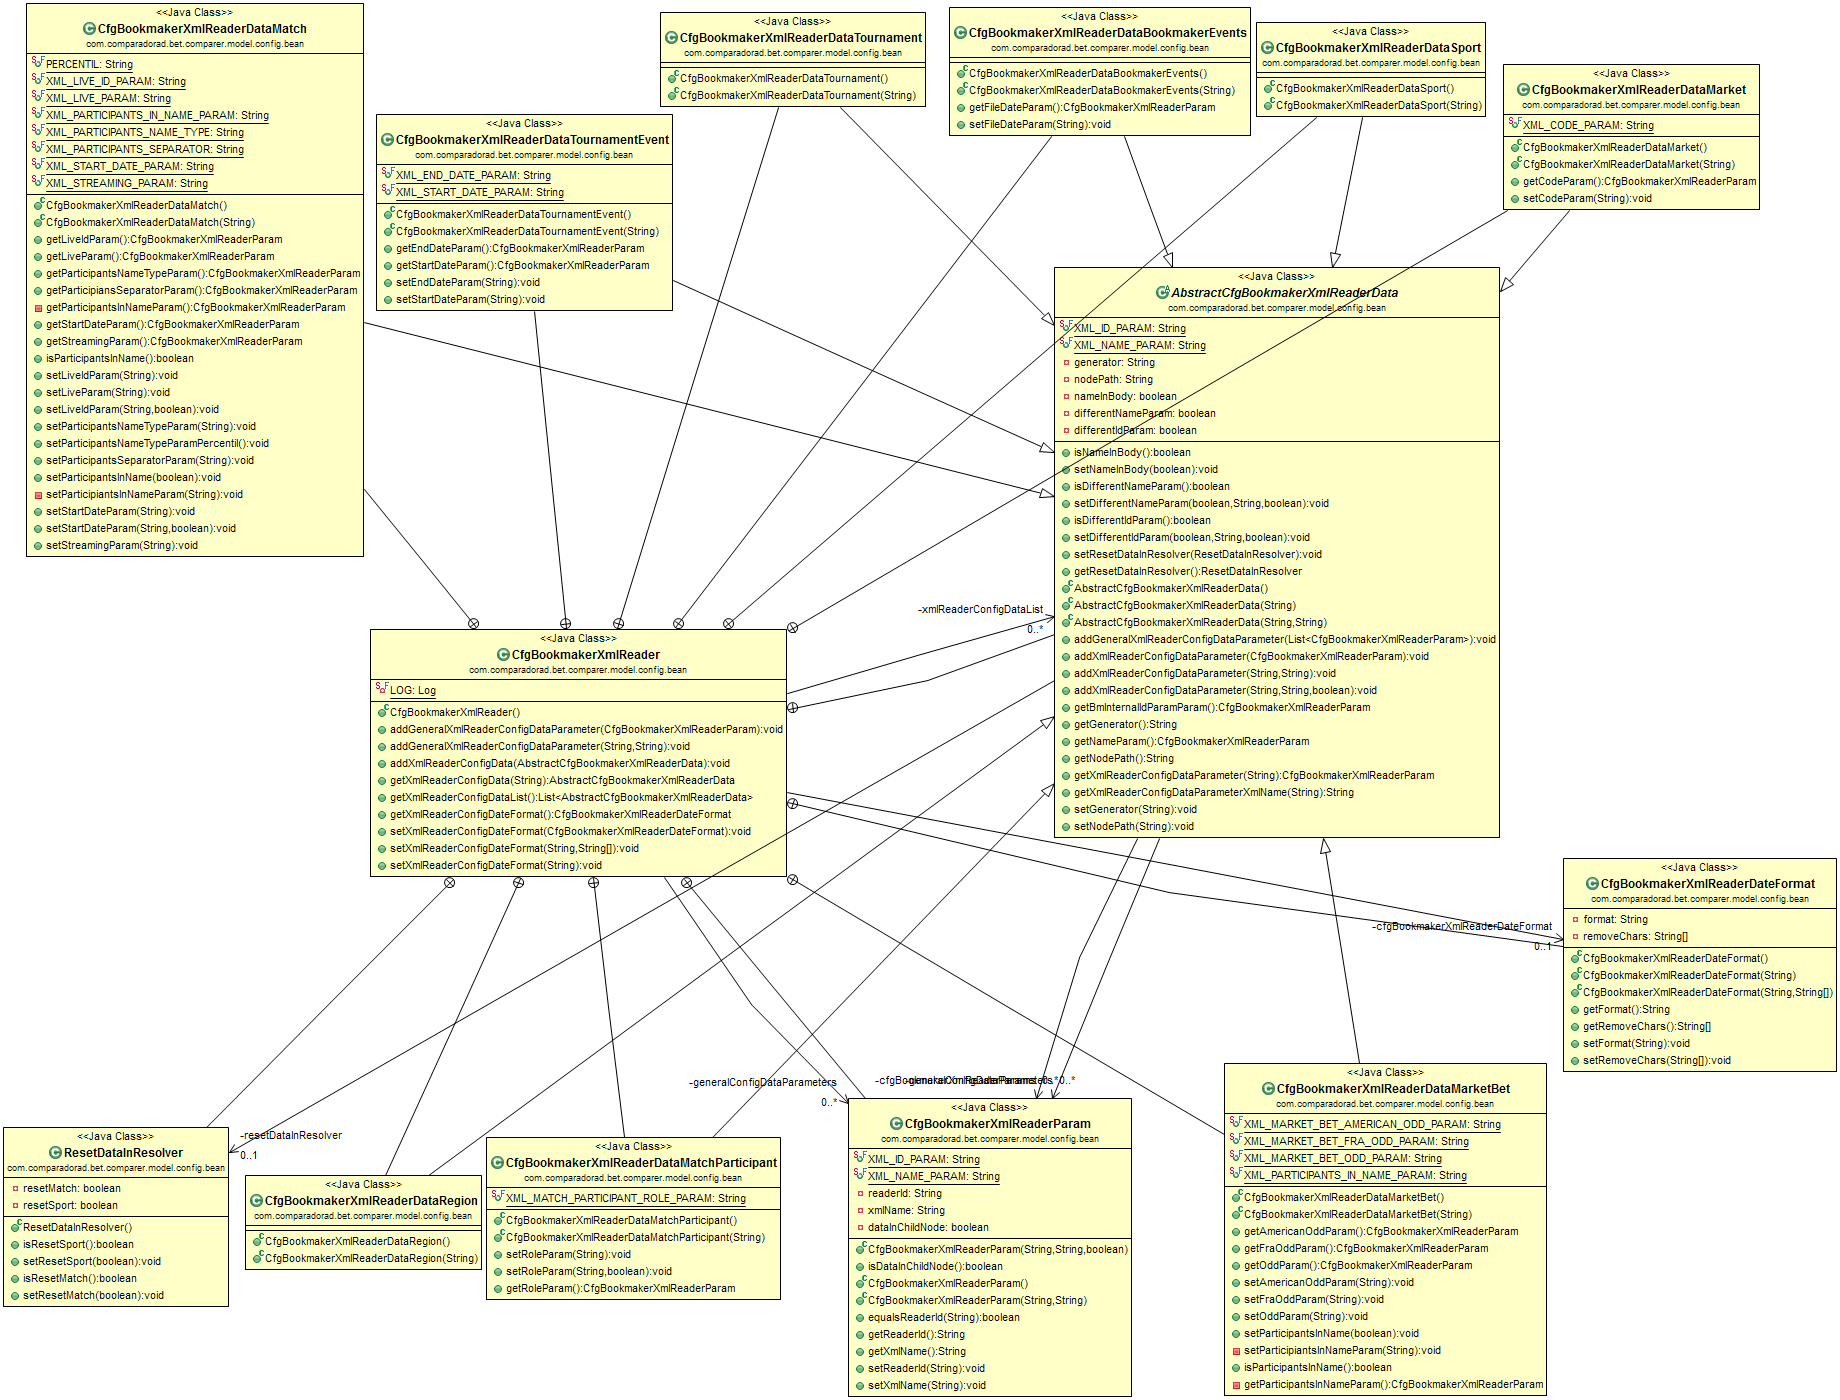 <<Java Class>>
CfgBookmakerXmlReaderDataMatch
com.comparadorad.bet.comparer.model.config.bean
PERCENTIL: String
XML_LIVE_ID_PARAM: String
XML_LIVE_PARAM: String
XML_PARTICIPANTS_IN_NAME_PARAM: String
XML_PARTICIPANTS_NAME_TYPE: String
XML_PARTICIPANTS_SEPARATOR: String
XML_START_DATE_PARAM: String
XML_STREAMING_PARAM: String
CfgBookmakerXmlReaderDataMatch()
CfgBookmakerXmlReaderDataMatch(String)
getLiveIdParam():CfgBookmakerXmlReaderParam
getLiveParam():CfgBookmakerXmlReaderParam
getParticipantsNameTypeParam():CfgBookmakerXmlReaderParam
getParticipiansSeparatorParam():CfgBookmakerXmlReaderParam
getParticipantsInNameParam():CfgBookmakerXmlReaderParam
getStartDateParam():CfgBookmakerXmlReaderParam
getStreamingParam():CfgBookmakerXmlReaderParam
isParticipantsInName():boolean
setLiveIdParam(String):void
setLiveParam(String):void
setLiveIdParam(String,boolean):void
setParticipantsNameTypeParam(String):void
setParticipantsNameTypeParamPercentil():void
setParticipantsSeparatorParam(String):void
setParticipantsInName(boolean):void
setParticipiantsInNameParam(String):void
setStartDateParam(String):void
setStartDateParam(String,boolean):void
setStreamingParam(String):void
<<Java Class>>
CfgBookmakerXmlReaderDataTournamentEvent
com.comparadorad.bet.comparer.model.config.bean
XML_END_DATE_PARAM: String
XML_START_DATE_PARAM: String
CfgBookmakerXmlReaderDataTournamentEvent()
CfgBookmakerXmlReaderDataTournamentEvent(String)
getEndDateParam():CfgBookmakerXmlReaderParam
getStartDateParam():CfgBookmakerXmlReaderParam
setEndDateParam(String):void
setStartDateParam(String):void
<<Java Class>>
CfgBookmakerXmlReaderDataTournament
com.comparadorad.bet.comparer.model.config.bean
CfgBookmakerXmlReaderDataTournament()
CfgBookmakerXmlReaderDataTournament(String)
<<Java Class>>
CfgBookmakerXmlReaderDataBookmakerEvents
com.comparadorad.bet.comparer.model.config.bean
CfgBookmakerXmlReaderDataBookmakerEvents()
CfgBookmakerXmlReaderDataBookmakerEvents(String)
getFileDateParam():CfgBookmakerXmlReaderParam
setFileDateParam(String):void
<<Java Class>>
CfgBookmakerXmlReaderDataSport
com.comparadorad.bet.comparer.model.config.bean
CfgBookmakerXmlReaderDataSport()
CfgBookmakerXmlReaderDataSport(String)
<<Java Class>>
CfgBookmakerXmlReaderDataMarket
com.comparadorad.bet.comparer.model.config.bean
XML_CODE_PARAM: String
CfgBookmakerXmlReaderDataMarket()
CfgBookmakerXmlReaderDataMarket(String)
getCodeParam():CfgBookmakerXmlReaderParam
setCodeParam(String):void
<<Java Class>>
AbstractCfgBookmakerXmlReaderData
com.comparadorad.bet.comparer.model.config.bean
XML_ID_PARAM: String
XML_NAME_PARAM: String
generator: String
nodePath: String
nameInBody: boolean
differentNameParam: boolean
differentIdParam: boolean
isNameInBody():boolean
setNameInBody(boolean):void
isDifferentNameParam():boolean
setDifferentNameParam(boolean,String,boolean):void
isDifferentIdParam():boolean
setDifferentIdParam(boolean,String,boolean):void
setResetDataInResolver(ResetDataInResolver):void
getResetDataInResolver():ResetDataInResolver
AbstractCfgBookmakerXmlReaderData()
AbstractCfgBookmakerXmlReaderData(String)
AbstractCfgBookmakerXmlReaderData(String,String)
addGeneralXmlReaderConfigDataParameter(List<CfgBookmakerXmlReaderParam>):void
addXmlReaderConfigDataParameter(CfgBookmakerXmlReaderParam):void
addXmlReaderConfigDataParameter(String,String):void
addXmlReaderConfigDataParameter(String,String,boolean):void
getBmInternalIdParamParam():CfgBookmakerXmlReaderParam
getGenerator():String
getNameParam():CfgBookmakerXmlReaderParam
getNodePath():String
getXmlReaderConfigDataParameter(String):CfgBookmakerXmlReaderParam
getXmlReaderConfigDataParameterXmlName(String):String
setGenerator(String):void
setNodePath(String):void
-xmlReaderConfigDataList
0..*
<<Java Class>>
CfgBookmakerXmlReader
com.comparadorad.bet.comparer.model.config.bean
LOG: Log
CfgBookmakerXmlReader()
addGeneralXmlReaderConfigDataParameter(CfgBookmakerXmlReaderParam):void
addGeneralXmlReaderConfigDataParameter(String,String):void
addXmlReaderConfigData(AbstractCfgBookmakerXmlReaderData):void
getXmlReaderConfigData(String):AbstractCfgBookmakerXmlReaderData
getXmlReaderConfigDataList():List<AbstractCfgBookmakerXmlReaderData>
getXmlReaderConfigDateFormat():CfgBookmakerXmlReaderDateFormat
setXmlReaderConfigDateFormat(CfgBookmakerXmlReaderDateFormat):void
setXmlReaderConfigDateFormat(String,String[]):void
setXmlReaderConfigDateFormat(String):void
<<Java Class>>
CfgBookmakerXmlReaderDateFormat
com.comparadorad.bet.comparer.model.config.bean
format: String
removeChars: String[]
CfgBookmakerXmlReaderDateFormat()
CfgBookmakerXmlReaderDateFormat(String)
CfgBookmakerXmlReaderDateFormat(String,String[])
getFormat():String
getRemoveChars():String[]
setFormat(String):void
setRemoveChars(String[]):void
-cfgBookmakerXmlReaderDateFormat
0..1
-resetDataInResolver
0..1
<<Java Class>>
ResetDataInResolver
com.comparadorad.bet.comparer.model.config.bean
resetMatch: boolean
resetSport: boolean
ResetDataInResolver()
isResetSport():boolean
setResetSport(boolean):void
isResetMatch():boolean
setResetMatch(boolean):void
<<Java Class>>
CfgBookmakerXmlReaderDataRegion
com.comparadorad.bet.comparer.model.config.bean
CfgBookmakerXmlReaderDataRegion()
CfgBookmakerXmlReaderDataRegion(String)
<<Java Class>>
CfgBookmakerXmlReaderDataMatchParticipant
com.comparadorad.bet.comparer.model.config.bean
XML_MATCH_PARTICIPANT_ROLE_PARAM: String
CfgBookmakerXmlReaderDataMatchParticipant()
CfgBookmakerXmlReaderDataMatchParticipant(String)
setRoleParam(String):void
setRoleParam(String,boolean):void
getRoleParam():CfgBookmakerXmlReaderParam
-generalConfigDataParameters
0..*
0..*
<<Java Class>>
CfgBookmakerXmlReaderParam
com.comparadorad.bet.comparer.model.config.bean
XML_ID_PARAM: String
XML_NAME_PARAM: String
readerId: String
xmlName: String
dataInChildNode: boolean
CfgBookmakerXmlReaderParam(String,String,boolean)
isDataInChildNode():boolean
CfgBookmakerXmlReaderParam()
CfgBookmakerXmlReaderParam(String,String)
equalsReaderId(String):boolean
getReaderId():String
getXmlName():String
setReaderId(String):void
setXmlName(String):void
<<Java Class>>
CfgBookmakerXmlReaderDataMarketBet
com.comparadorad.bet.comparer.model.config.bean
XML_MARKET_BET_AMERICAN_ODD_PARAM: String
XML_MARKET_BET_FRA_ODD_PARAM: String
XML_MARKET_BET_ODD_PARAM: String
XML_PARTICIPANTS_IN_NAME_PARAM: String
CfgBookmakerXmlReaderDataMarketBet()
CfgBookmakerXmlReaderDataMarketBet(String)
getAmericanOddParam():CfgBookmakerXmlReaderParam
getFraOddParam():CfgBookmakerXmlReaderParam
getOddParam():CfgBookmakerXmlReaderParam
setAmericanOddParam(String):void
setFraOddParam(String):void
setOddParam(String):void
setParticipantsInName(boolean):void
setParticipiantsInNameParam(String):void
isParticipantsInName():boolean
getParticipantsInNameParam():CfgBookmakerXmlReaderParam